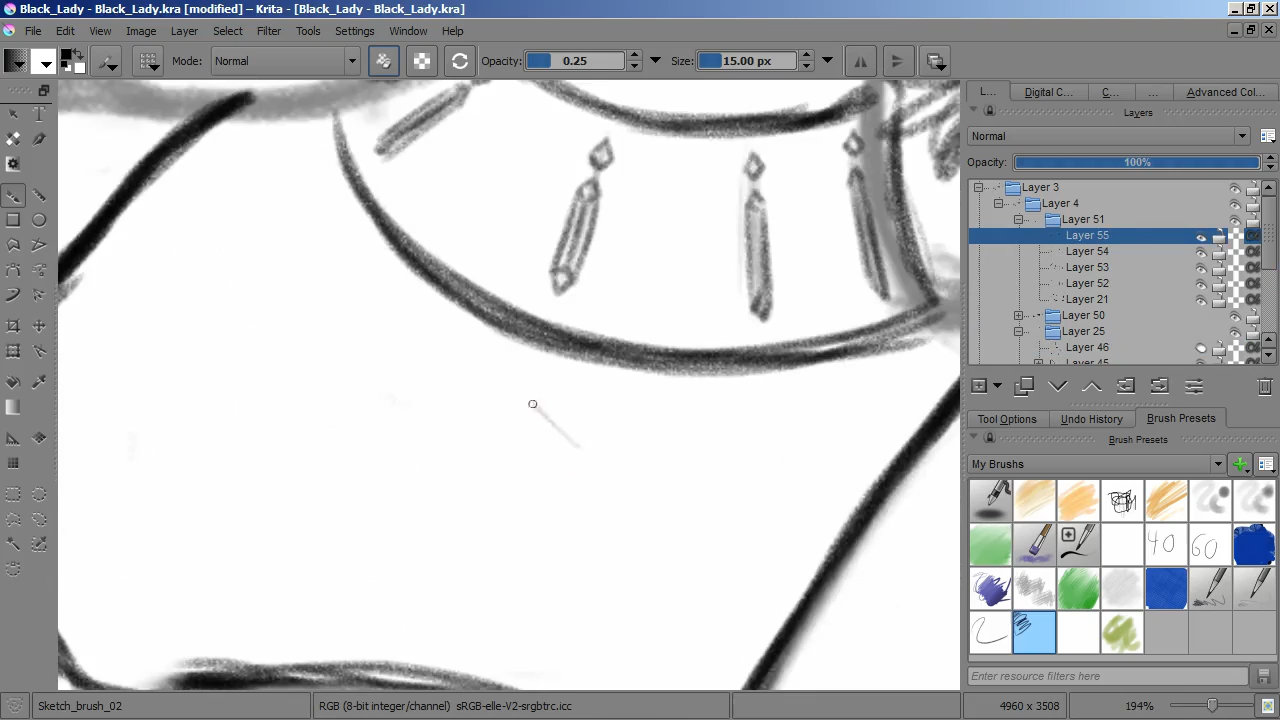 Black_Lady - Black_Lady.kra [modified] – Krita - [Black_Lady - Black_Lady.kra]
File Edit View Image Layer Select Filter Tools Settings Window Help
Mode: Normal Opacity: 0.25 Size: 15.00 px
L... Digital C... C... ... Advanced Col...
Layers
Normal
Opacity: 100%
Layer 3
Layer 4
Layer 51
Layer 55
Layer 54
Layer 53
Layer 52
Layer 21
Layer 50
Layer 25
Layer 46
Layer 45
Tool Options Undo History Brush Presets
Brush Presets
My Brushes
40 60
Enter resource filters here
Sketch_brush_02 RGB (8-bit integer/channel) sRGB-elle-V2-srgbtrc.icc 4960 x 3508 194%